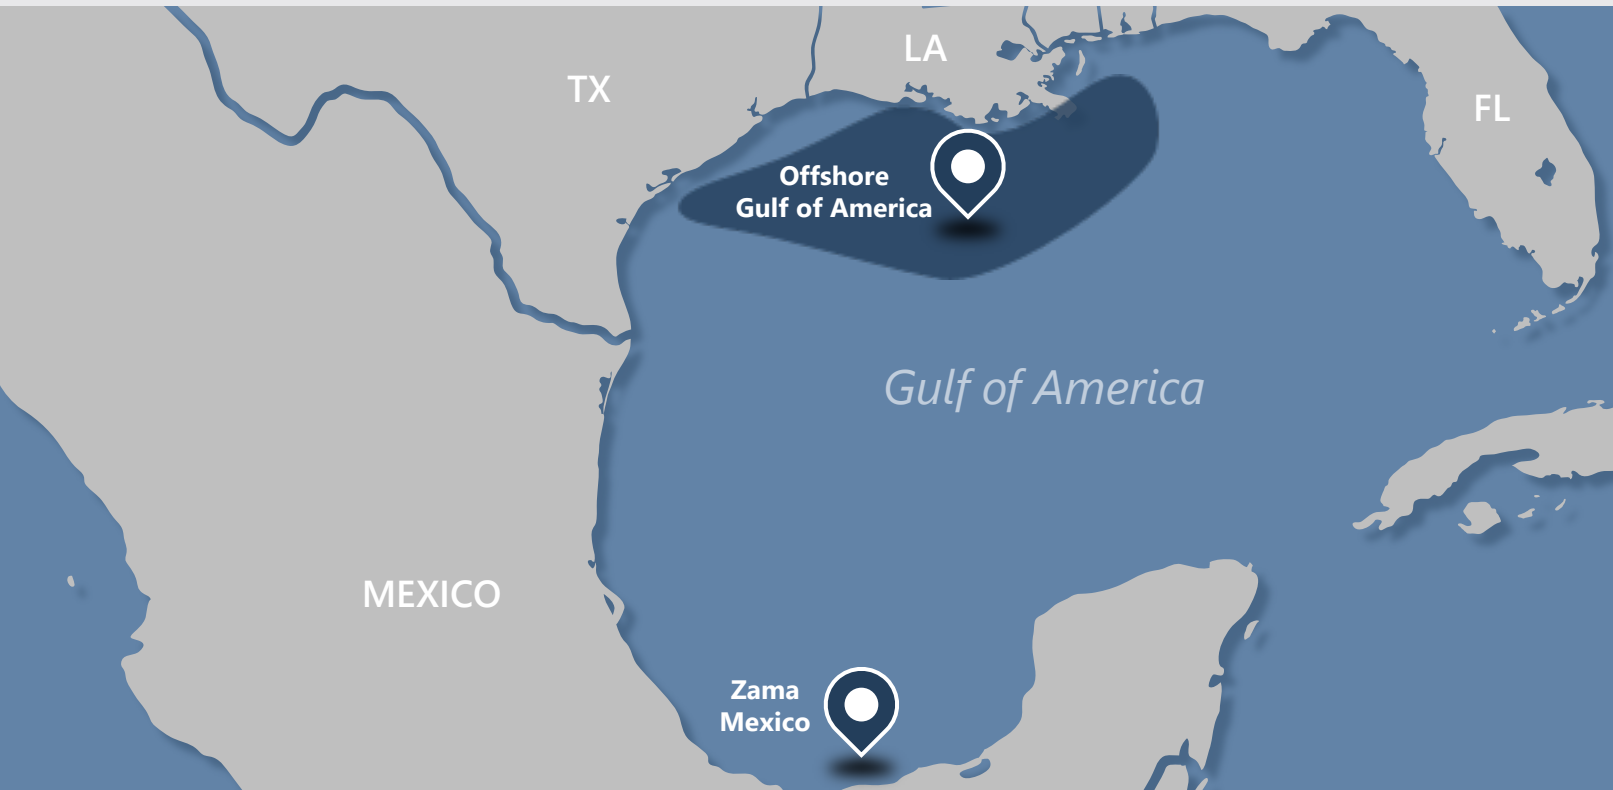 LA
TX
FL
Offshore
Gulf of America
Gulf of America
MEXICO
Zama
Mexico